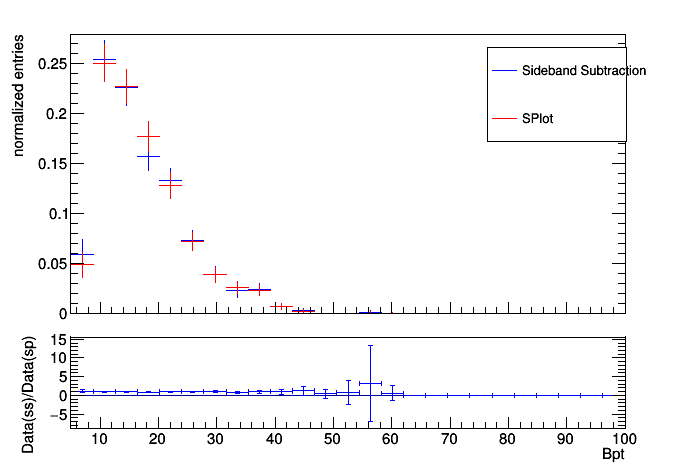 normalized entries
0.25
0.2
0.15
0.1
0.05
0
Sideband Subtraction
SPlot
Data(ss)/Data(sp)
15
10
5
0
−5
10 20 30 40 50 60 70 80 90 100
Bpt